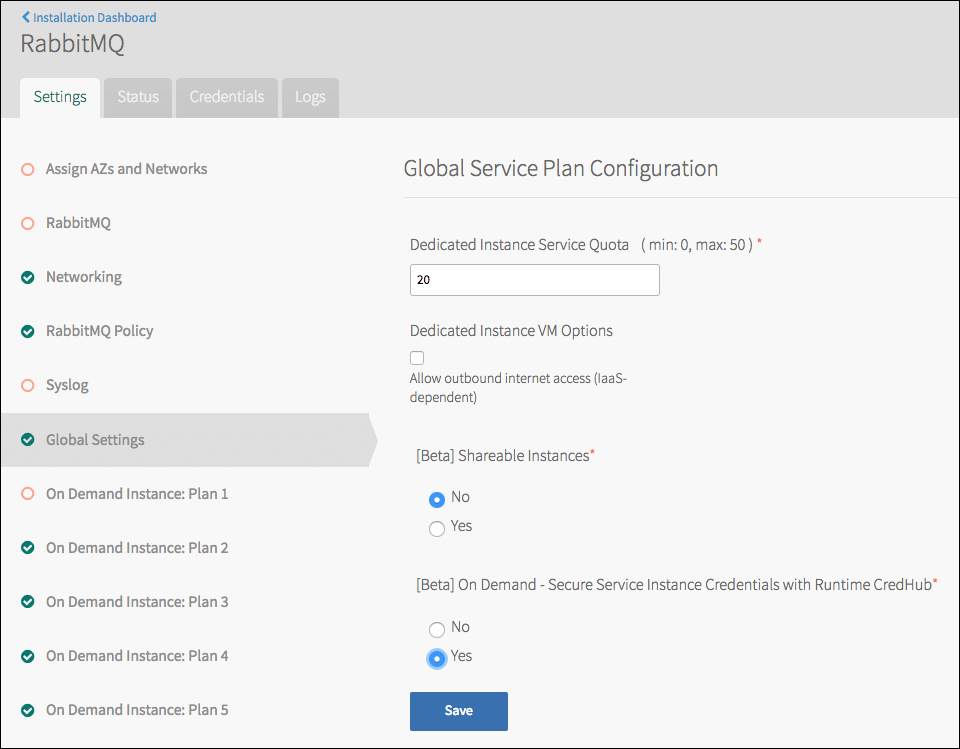 Installation Dashboard
RabbitMQ
Settings
Status
Credentials
Logs
Assign AZs and Networks
RabbitMQ
Networking
RabbitMQ Policy
Syslog
Global Settings
On Demand Instance: Plan 1
On Demand Instance: Plan 2
On Demand Instance: Plan 3
On Demand Instance: Plan 4
On Demand Instance: Plan 5
Global Service Plan Configuration
Dedicated Instance Service Quota ( min: 0, max: 50 ) *
20
Dedicated Instance VM Options
Allow outbound internet access (IaaS-
dependent)
[Beta] Shareable Instances*
No
Yes
[Beta] On Demand - Secure Service Instance Credentials with Runtime CredHub*
No
Yes
Save